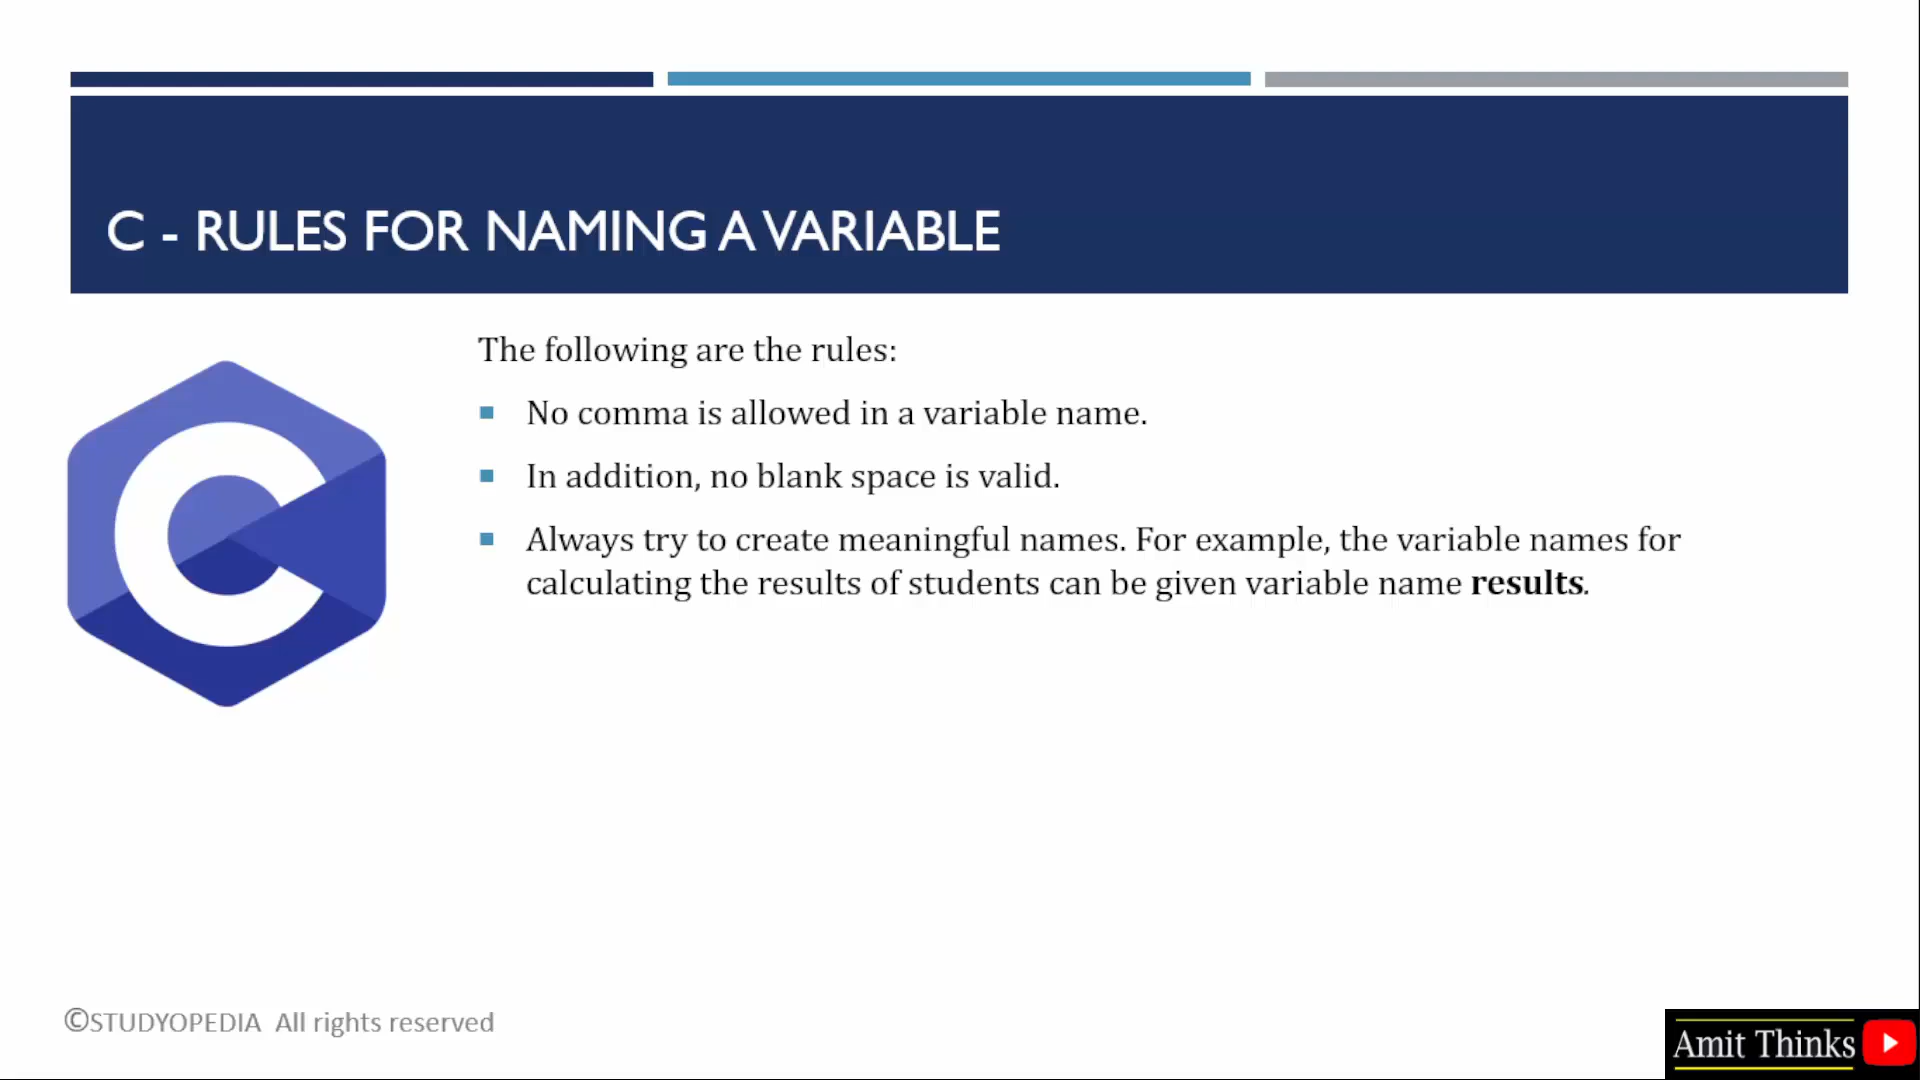 C - RULES FOR NAMING A VARIABLE
The following are the rules:
No comma is allowed in a variable name.
In addition, no blank space is valid.
Always try to create meaningful names. For example, the variable names for
calculating the results of students can be given variable name results.
©STUDYOPEDIA All rights reserved
Amit Thinks